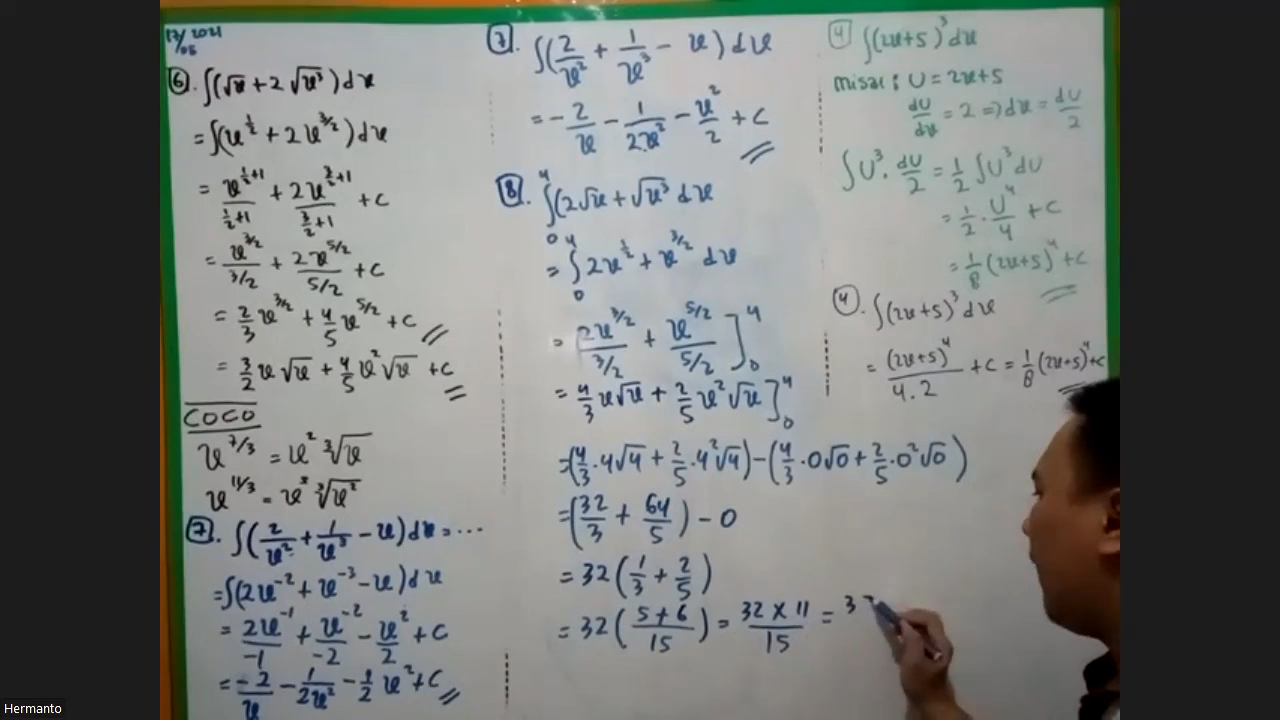 17/08 2021
6. ∫(√x + 2√x³) dx
= ∫(x^(1/2) + 2x^(3/2)) dx
= x^(1/2+1)/(1/2+1) + 2x^(3/2+1)/(3/2+1) + C
= x^(3/2)/(3/2) + 2x^(5/2)/(5/2) + C
= 2/3 x^(3/2) + 4/5 x^(5/2) + C
= 3/2 x√x + 4/5 x²√x + C
COCO
x^(7/3) = x² ∛x
x^(11/3) = x³ ∛x²
7. ∫(2/x² + 1/x³ - x) dx = ...
= ∫(2x^-2 + x^-3 - x) dx
= 2x^-1/-1 + x^-2/-2 - x²/2 + C
= -2/x - 1/2x² - 1/2 x² + C
7. ∫(2/x² + 1/x³ - x) dx
= -2/x - 1/2x² - x²/2 + C
8. ∫₀⁴ (2√x + √x³ dx
= ∫₀⁴ 2x^(1/2) + x^(3/2) dx
= [2x^(3/2)/(3/2) + x^(5/2)/(5/2)]₀⁴
= 4/3 x√x + 2/5 x²√x]₀⁴
= (4/3 · 4√4 + 2/5 · 4²√4) - (4/3 · 0√0 + 2/5 · 0²√0)
= (32/3 + 64/5) - 0
= 32(1/3 + 2/5)
= 32((5+6)/15) = (32 × 11)/15 = 3
4 ∫(2x+5)³ dx
misal : U = 2x+5
dU/dx = 2 => dx = dU/2
∫U³ · dU/2 = 1/2 ∫U³ dU
= 1/2 · U⁴/4 + C
= 1/8 (2x+5)⁴ + C
4. ∫(2x+5)³ dx
= (2x+5)⁴/(4.2) + C = 1/8 (2x+5)⁴ + C
Hermanto